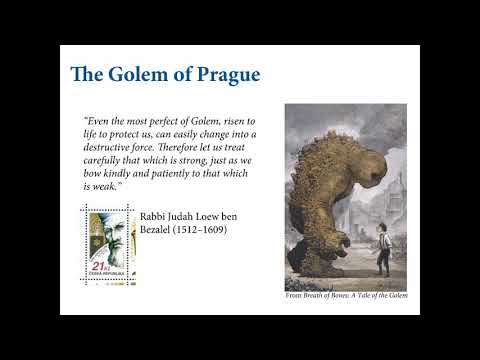 The Golem of Prague
“Even the most perfect of Golem, risen to
life to protect us, can easily change into a
destructive force. Therefore let us treat
carefully that which is strong, just as we
bow kindly and patiently to that which
is weak.”
Rabbi Judah Loew ben
Bezalel (1512–1609)
21Kč
ČESKÁ REPUBLIKA
From Breath of Bones: A Tale of the Golem